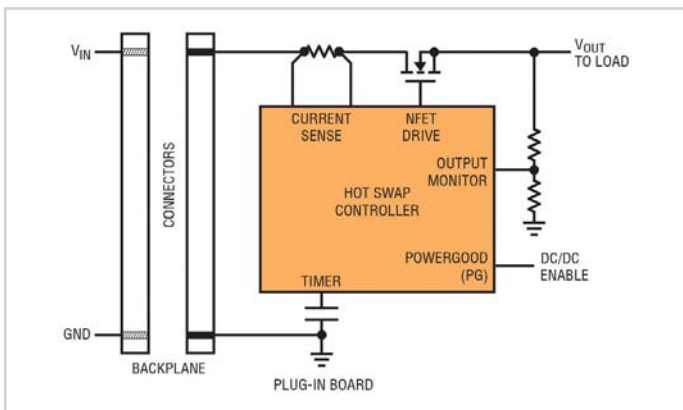 VIN
VOUT
TO LOAD
CURRENT
SENSE
NFET
DRIVE
OUTPUT
MONITOR
CONNECTORS
HOT SWAP
CONTROLLER
POWERGOOD
(PG)
DC/DC
ENABLE
TIMER
GND
BACKPLANE
PLUG-IN BOARD